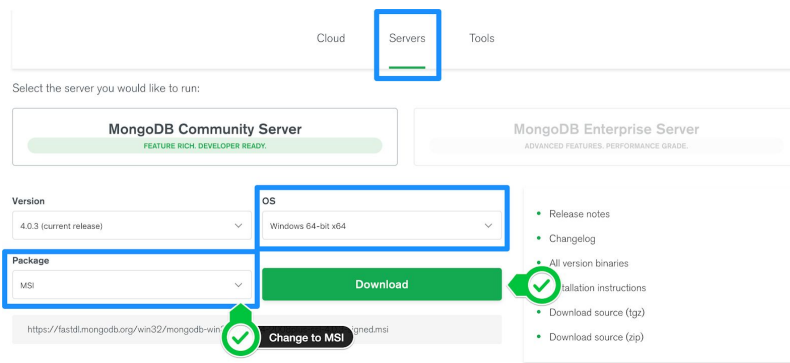 Cloud Servers Tools
Select the server you would like to run:
MongoDB Community Server
FEATURE RICH. DEVELOPER READY.
MongoDB Enterprise Server
ADVANCED FEATURES. PERFORMANCE GRADE.
Version
4.0.3 (current release)
OS
Windows 64-bit x64
Package
MSI
Download
https://fastdl.mongodb.org/win32/mongodb-win igned.msi
Change to MSI
Release notes
Changelog
All version binaries
tallation instructions
Download source (tgz)
Download source (zip)